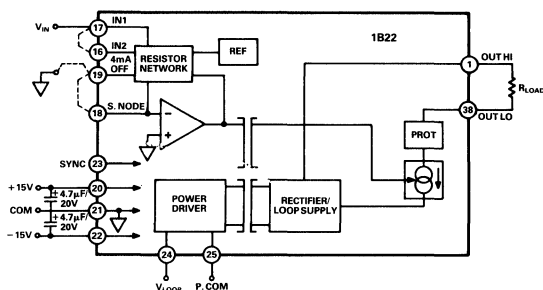 17
IN1
VIN
16
IN2
4mA
OFF
19
RESISTOR
NETWORK
REF
1B22
1
OUT HI
RLOAD
38
OUT LO
18
S. NODE
−
+
PROT
SYNC
23
+15V
20
+ 4.7µF/
20V
COM
21
+ 4.7µF/
20V
−15V
22
POWER
DRIVER
RECTIFIER/
LOOP SUPPLY
24
25
VLOOP
P. COM